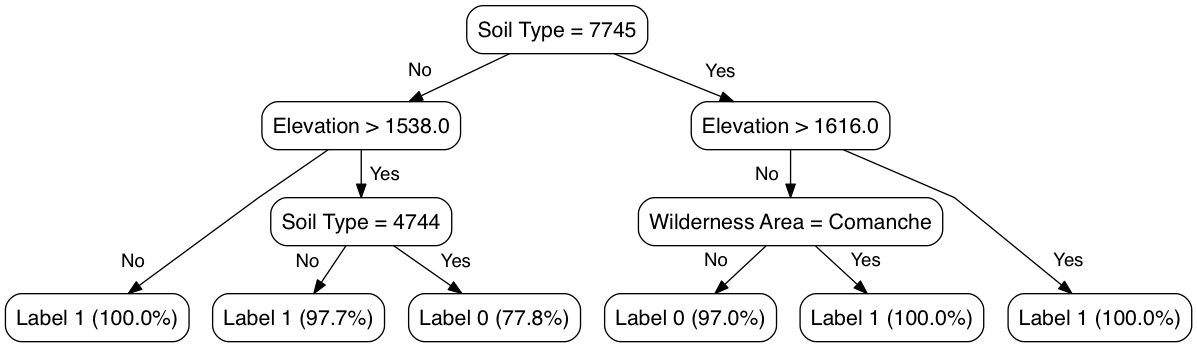 Soil Type = 7745
No
Yes
Elevation > 1538.0
Elevation > 1616.0
Yes
No
Soil Type = 4744
Wilderness Area = Comanche
No
No
Yes
No
Yes
Yes
Label 1 (100.0%)
Label 1 (97.7%)
Label 0 (77.8%)
Label 0 (97.0%)
Label 1 (100.0%)
Label 1 (100.0%)